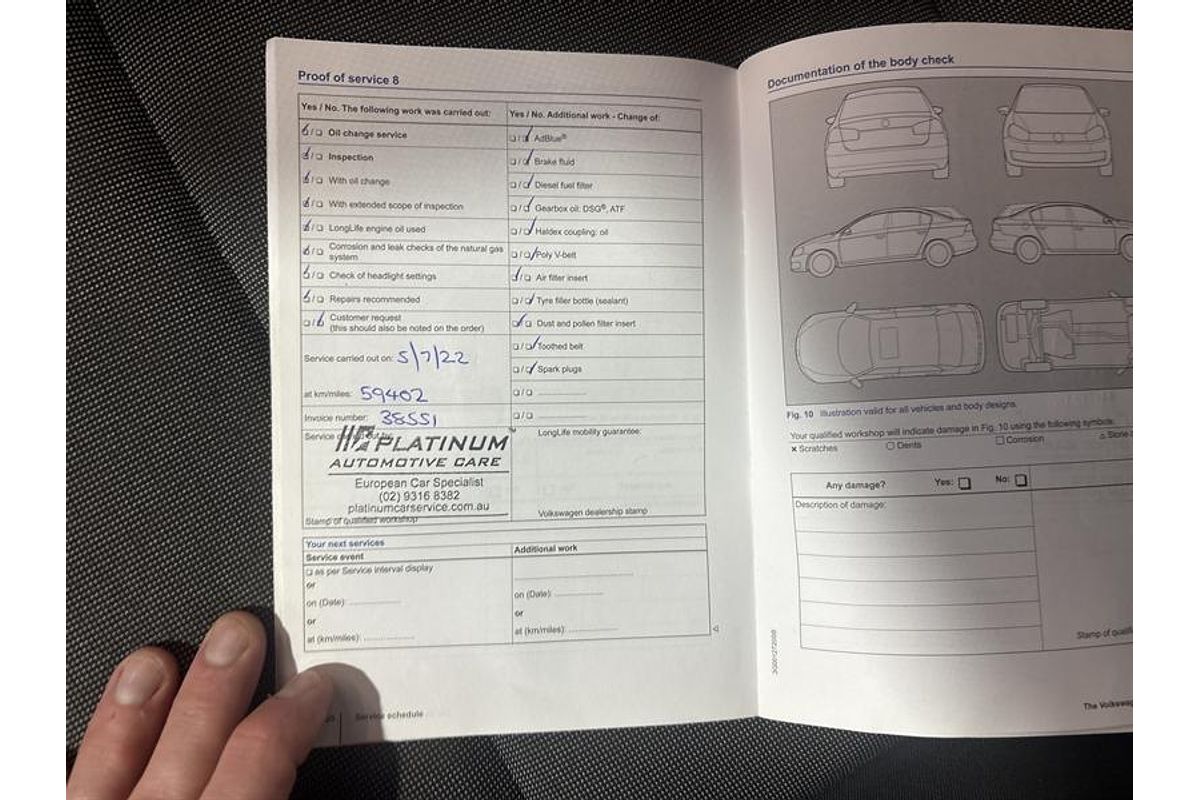 Proof of service 8
Yes / No. The following work was carried out:
Oil change service
Inspection
With oil change
With extended scope of inspection
LongLife engine oil used
Corrosion and leak checks of the natural gas
system
Check of headlight settings
Repairs recommended
Customer request
(this should also be noted on the order)
Service carried out on: 5/7/22
at km/miles: 59402
Invoice number: 38551
Service
PLATINUM
AUTOMOTIVE CARE
European Car Specialist
(02) 9316 8382
platinumcarservice.com.au
Stamp of qualified workshop
Yes / No. Additional work - Change of:
AdBlue®
Brake fluid
Diesel fuel filter
Gearbox oil: DSG®, ATF
Haldex coupling: oil
Poly V-belt
Air filter insert
Tyre filler bottle (sealant)
Dust and pollen filter insert
Toothed belt
Spark plugs
LongLife mobility guarantee:
Volkswagen dealership stamp
Your next services
Service event
as per Service interval display
or
on (Date):
or
at (km/miles):
Additional work
on (Date):
or
at (km/miles):
Service schedule
Documentation of the body check
Fig. 10 Illustration valid for all vehicles and body designs.
Your qualified workshop will indicate damage in Fig. 10 using the following symbols:
x Scratches
Dents
Corrosion
Stone
Any damage? Yes: No:
Description of damage:
Stamp of
The